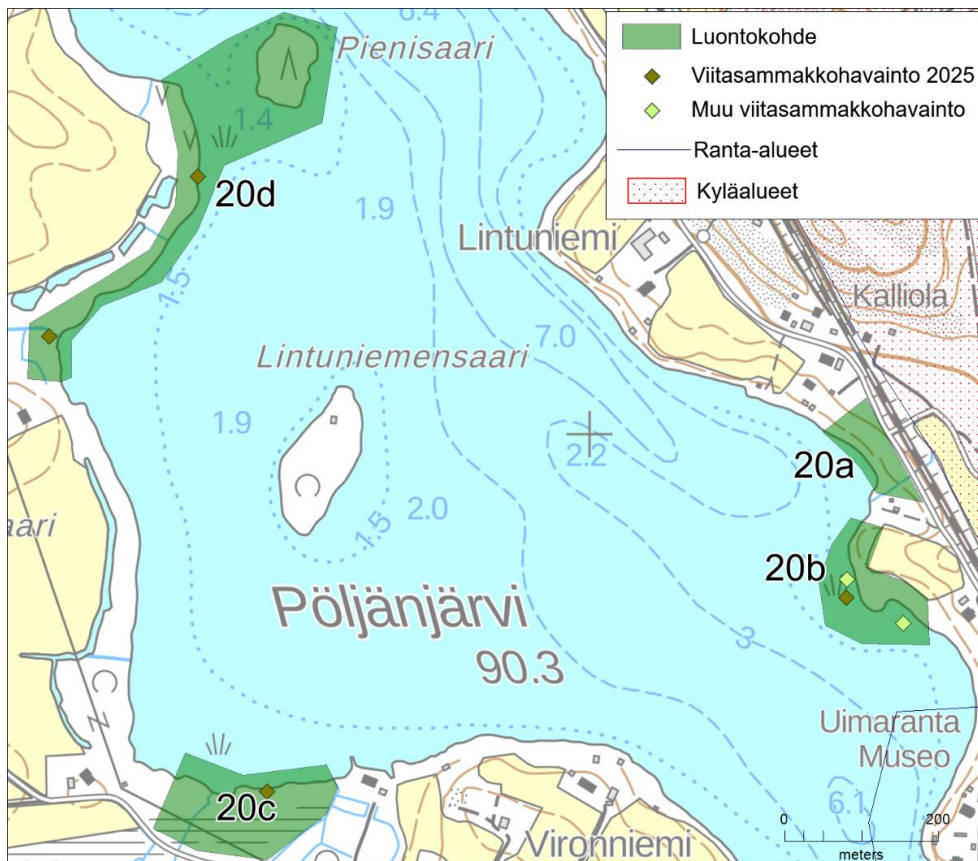 6.4
Pienisaari
1.4
20d
1.9
1.5
Lintuniemi
Kalliola
7.0
Lintuniemensaari
1.9
2.2
2.0
1.5
20a
20b
aari
Pöljänjärvi
90.3
3
Uimaranta
Museo
6.1
20c
Vironniemi
Luontokohde
Viitasammakkohavainto 2025
Muu viitasammakkohavainto
Ranta-alueet
Kyläalueet
0 200
meters